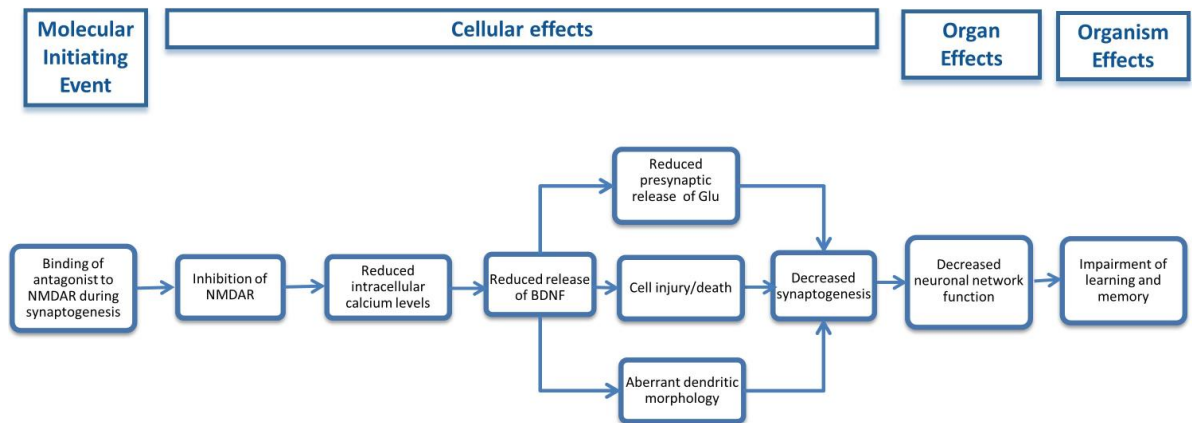 Molecular
Initiating
Event
Cellular effects
Organ
Effects
Organism
Effects
Binding of
antagonist to
NMDAR during
synaptogenesis
Inhibition of
NMDAR
Reduced
intracellular
calcium levels
Reduced release
of BDNF
Reduced
presynaptic
release of Glu
Cell injury/death
Aberrant dendritic
morphology
Decreased
synaptogenesis
Decreased
neuronal network
function
Impairment of
learning and
memory